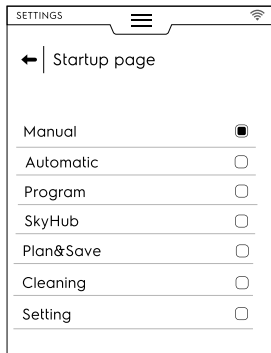 SETTINGS
Startup page
Manual
Automatic
Program
SkyHub
Plan&Save
Cleaning
Setting